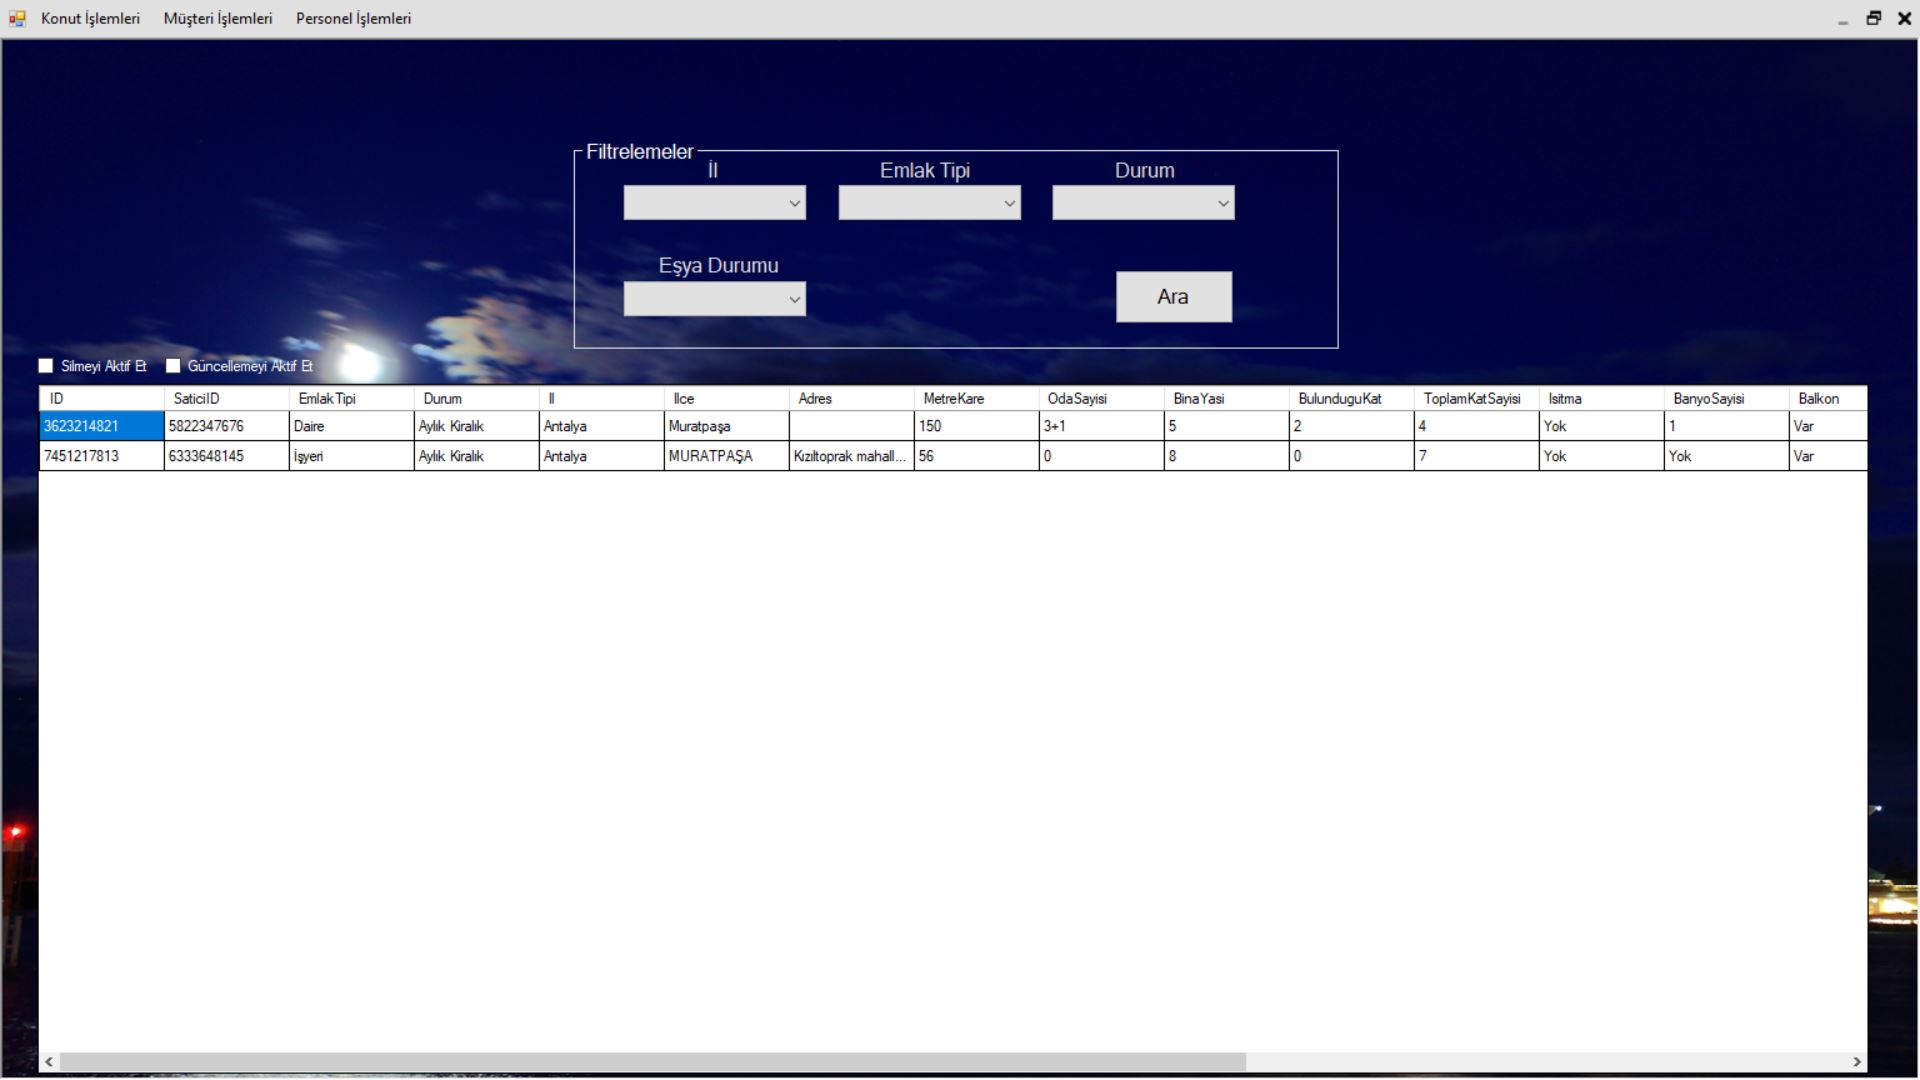 Konut İşlemleri Müşteri İşlemleri Personel İşlemleri
Filtrelemeler
İl Emlak Tipi Durum
Eşya Durumu
Ara
Silmeyi Aktif Et Güncellemeyi Aktif Et
ID SaticiID EmlakTipi Durum Il Ilce Adres MetreKare OdaSayisi BinaYasi BulunduguKat ToplamKatSayisi Isitma BanyoSayisi Balkon
3623214821 5822347676 Daire Aylık Kiralık Antalya Muratpaşa 150 3+1 5 2 4 Yok 1 Var
7451217813 6333648145 İşyeri Aylık Kiralık Antalya MURATPAŞA Kızıltoprak mahall... 56 0 8 0 7 Yok Yok Var